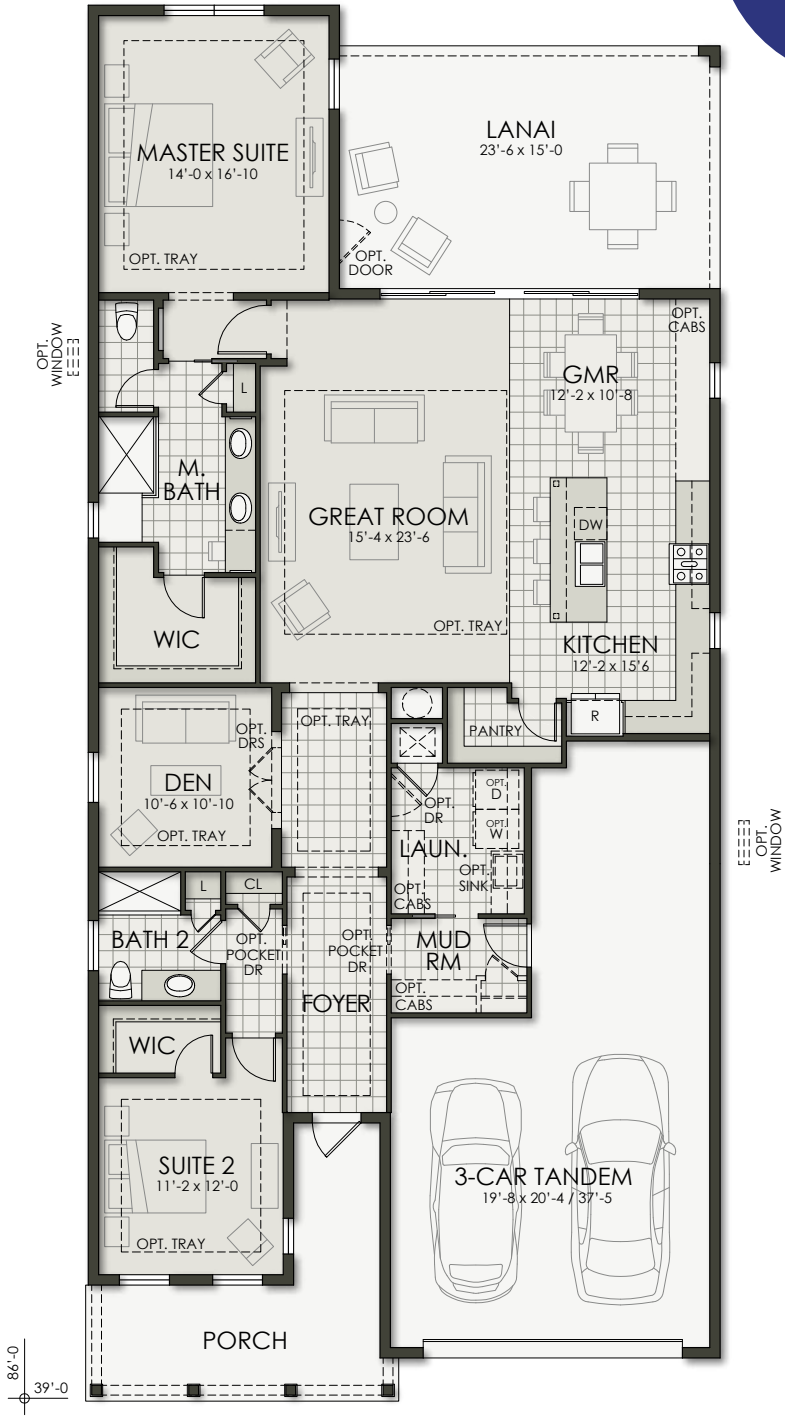 MASTER SUITE
14'-0 x 16'-10
OPT. TRAY
LANAI
23'-6 x 15'-0
OPT.
DOOR
OPT.
WINDOW
L
M.
BATH
WIC
GREAT ROOM
15'-4 x 23'-6
OPT. TRAY
OPT.
CABS
GMR
12'-2 x 10'-8
DW
KITCHEN
12'-2 x 15'6
R
PANTRY
OPT. TRAY
OPT.
DRS
DEN
10'-6 x 10'-10
OPT. TRAY
OPT.
D
OPT.
W
OPT.
DR
LAUN.
OPT.
SINK
OPT.
CABS
OPT.
WINDOW
L
CL
BATH 2
OPT.
POCKET
DR
OPT.
POCKET
DR
MUD
RM
OPT.
CABS
FOYER
WIC
SUITE 2
11'-2 x 12'-0
OPT. TRAY
3-CAR TANDEM
19'-8 x 20'-4 / 37'-5
PORCH
86'-0
39'-0